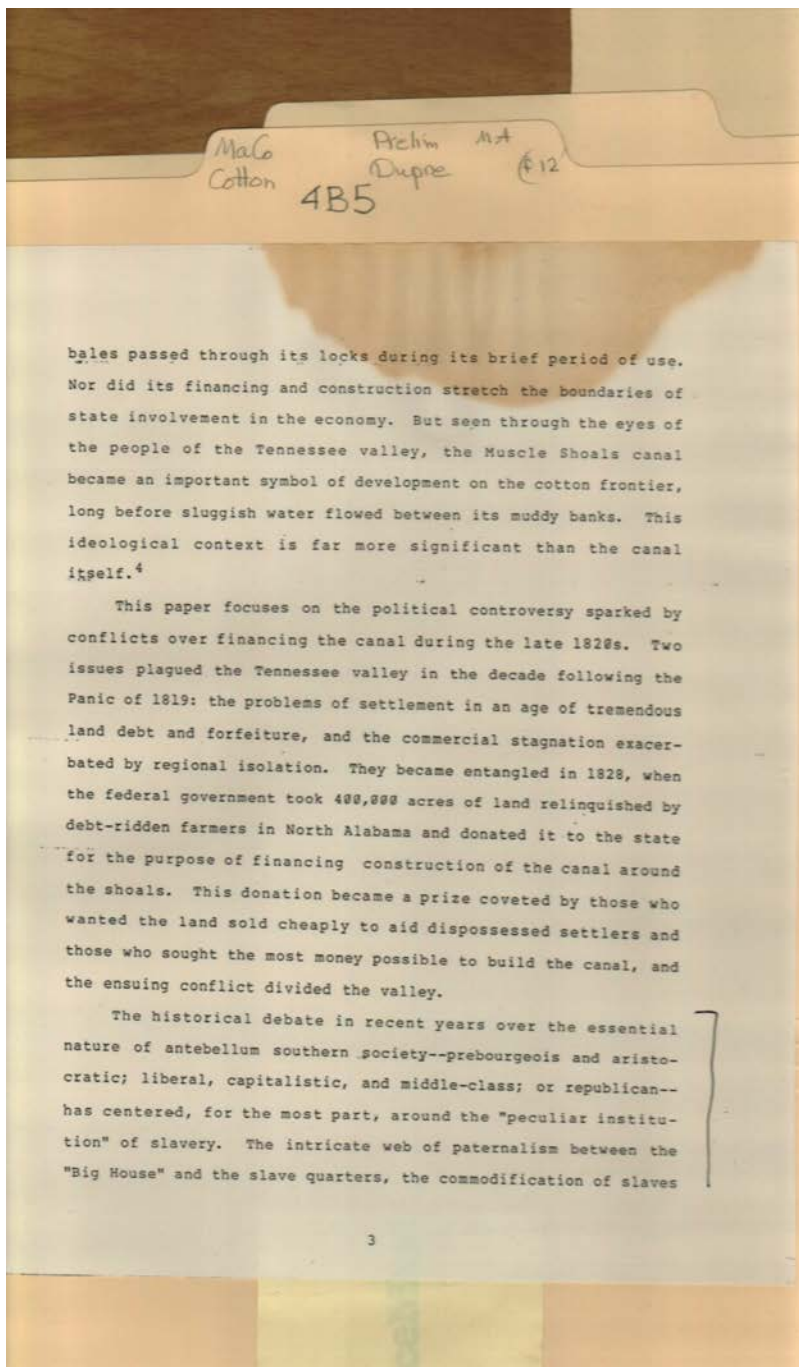 MaCo Prelim MA
Cotton Dupre ¢12
4B5
bales passed through its locks during its brief period of use.
Nor did its financing and construction stretch the boundaries of
state involvement in the economy. But seen through the eyes of
the people of the Tennessee valley, the Muscle Shoals canal
became an important symbol of development on the cotton frontier,
long before sluggish water flowed between its muddy banks. This
ideological context is far more significant than the canal
itself.4
This paper focuses on the political controversy sparked by
conflicts over financing the canal during the late 1820s. Two
issues plagued the Tennessee valley in the decade following the
Panic of 1819: the problems of settlement in an age of tremendous
land debt and forfeiture, and the commercial stagnation exacer-
bated by regional isolation. They became entangled in 1828, when
the federal government took 400,000 acres of land relinquished by
debt-ridden farmers in North Alabama and donated it to the state
for the purpose of financing construction of the canal around
the shoals. This donation became a prize coveted by those who
wanted the land sold cheaply to aid dispossessed settlers and
those who sought the most money possible to build the canal, and
the ensuing conflict divided the valley.
The historical debate in recent years over the essential
nature of antebellum southern society--prebourgeois and aristo-
cratic; liberal, capitalistic, and middle-class; or republican--
has centered, for the most part, around the "peculiar institu-
tion" of slavery. The intricate web of paternalism between the
"Big House" and the slave quarters, the commodification of slaves
3